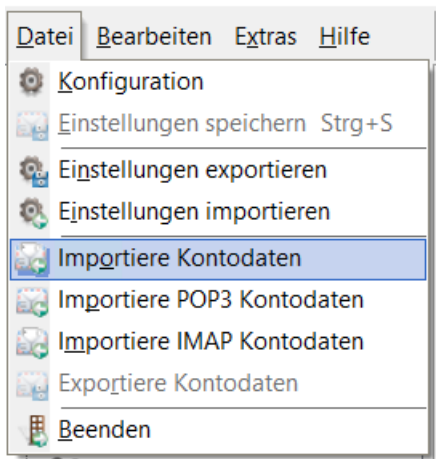 Datei Bearbeiten Extras Hilfe
Konfiguration
Einstellungen speichern Strg+S
Einstellungen exportieren
Einstellungen importieren
Importiere Kontodaten
Importiere POP3 Kontodaten
Importiere IMAP Kontodaten
Exportiere Kontodaten
Beenden